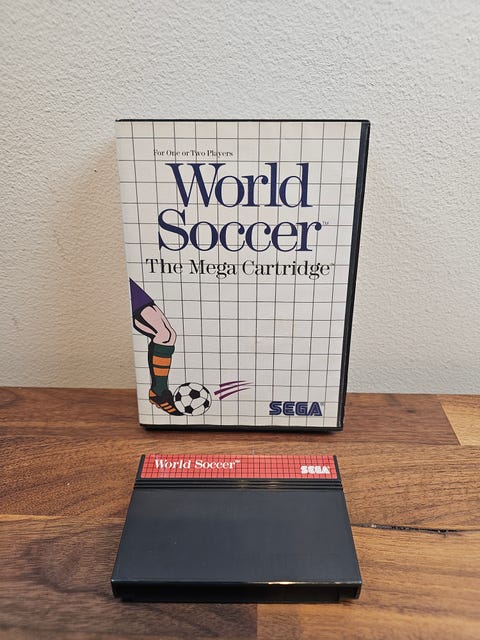 For One or Two Players
World
Soccer™
The Mega Cartridge™
SEGA
World Soccer™
SEGA